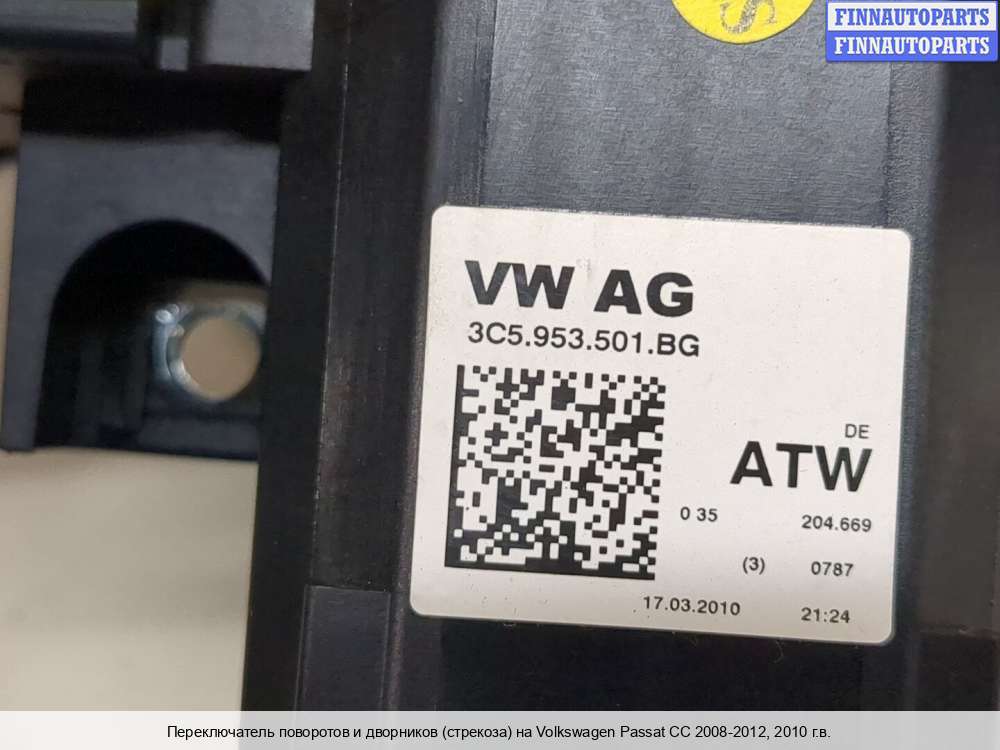 FINNAUTOPARTS
FINNAUTOPARTS
S
VW AG
3C5.953.501.BG
DE
ATW
0 35 204.669
(3) 0787
17.03.2010 21:24
Переключатель поворотов и дворников (стрекоза) на Volkswagen Passat CC 2008-2012, 2010 г.в.